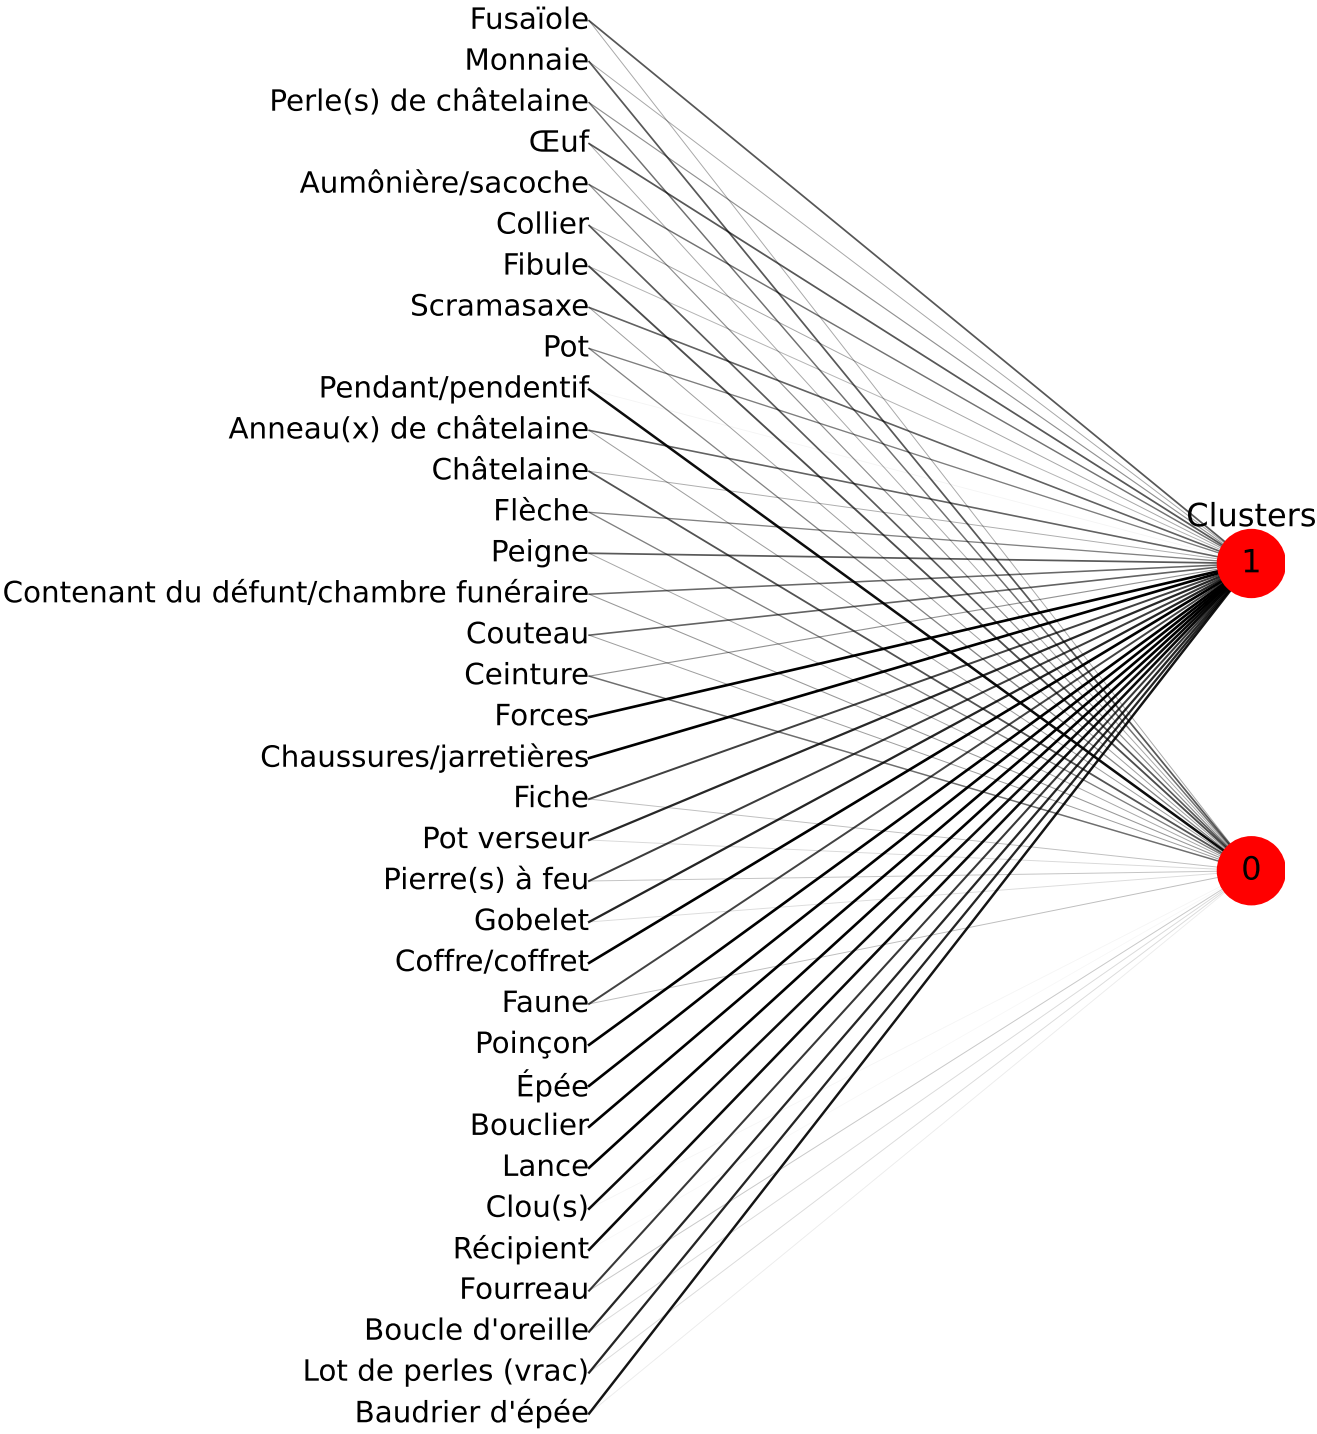 Fusaïole
Monnaie
Perle(s) de châtelaine
Œuf
Aumônière/sacoche
Collier
Fibule
Scramasaxe
Pot
Pendant/pendentif
Anneau(x) de châtelaine
Châtelaine
Flèche
Peigne
Contenant du défunt/chambre funéraire
Couteau
Ceinture
Forces
Chaussures/jarretières
Fiche
Pot verseur
Pierre(s) à feu
Gobelet
Coffre/coffret
Faune
Poinçon
Épée
Bouclier
Lance
Clou(s)
Récipient
Fourreau
Boucle d'oreille
Lot de perles (vrac)
Baudrier d'épée
Clusters
1
0